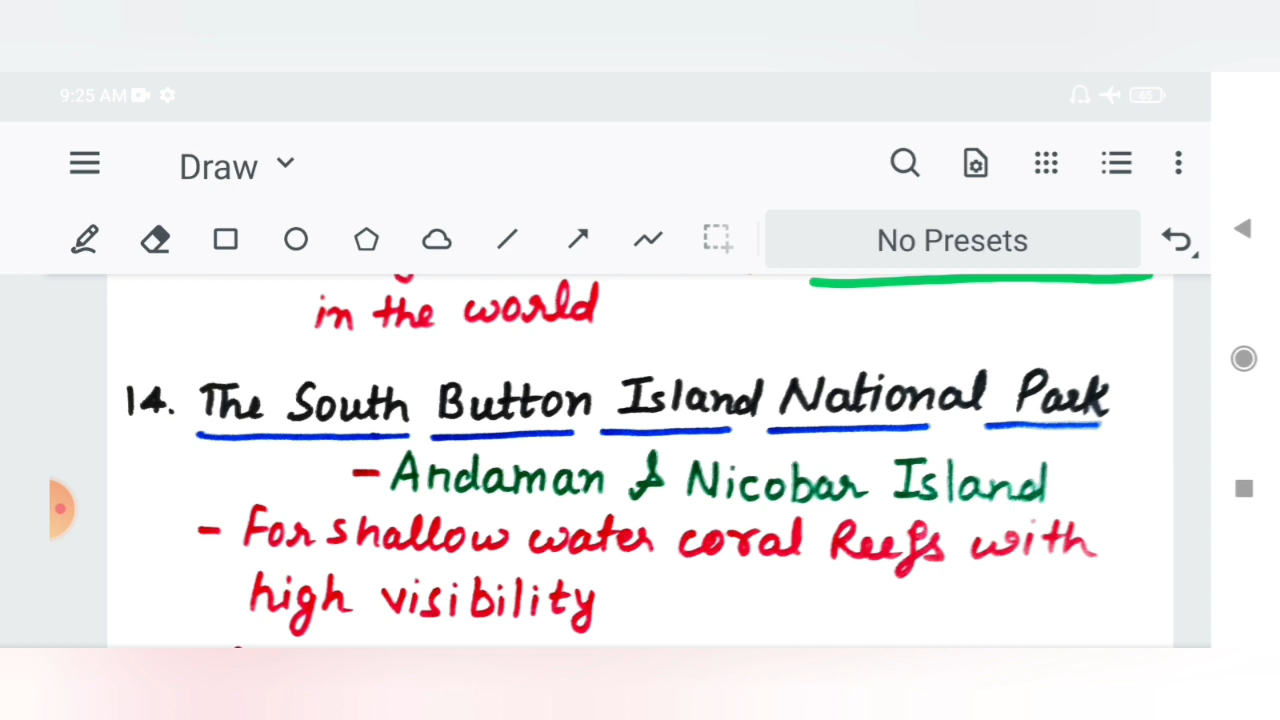 9:25 AM
65
Draw
No Presets
in the world
14. The South Button Island National Park
- Andaman & Nicobar Island
- For shallow water coral Reefs with
high visibility